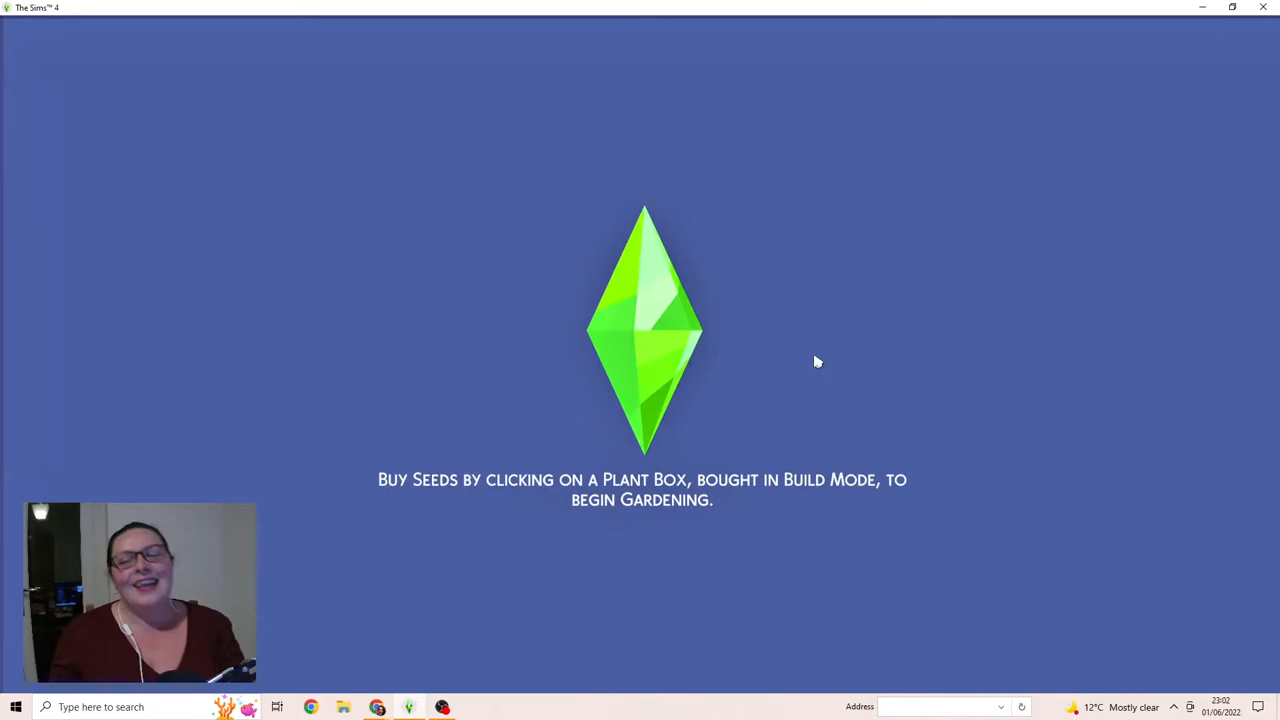 The Sims™ 4
BUY SEEDS BY CLICKING ON A PLANT BOX, BOUGHT IN BUILD MODE, TO
BEGIN GARDENING.
Type here to search
Address
12°C Mostly clear
23:02
01/06/2022